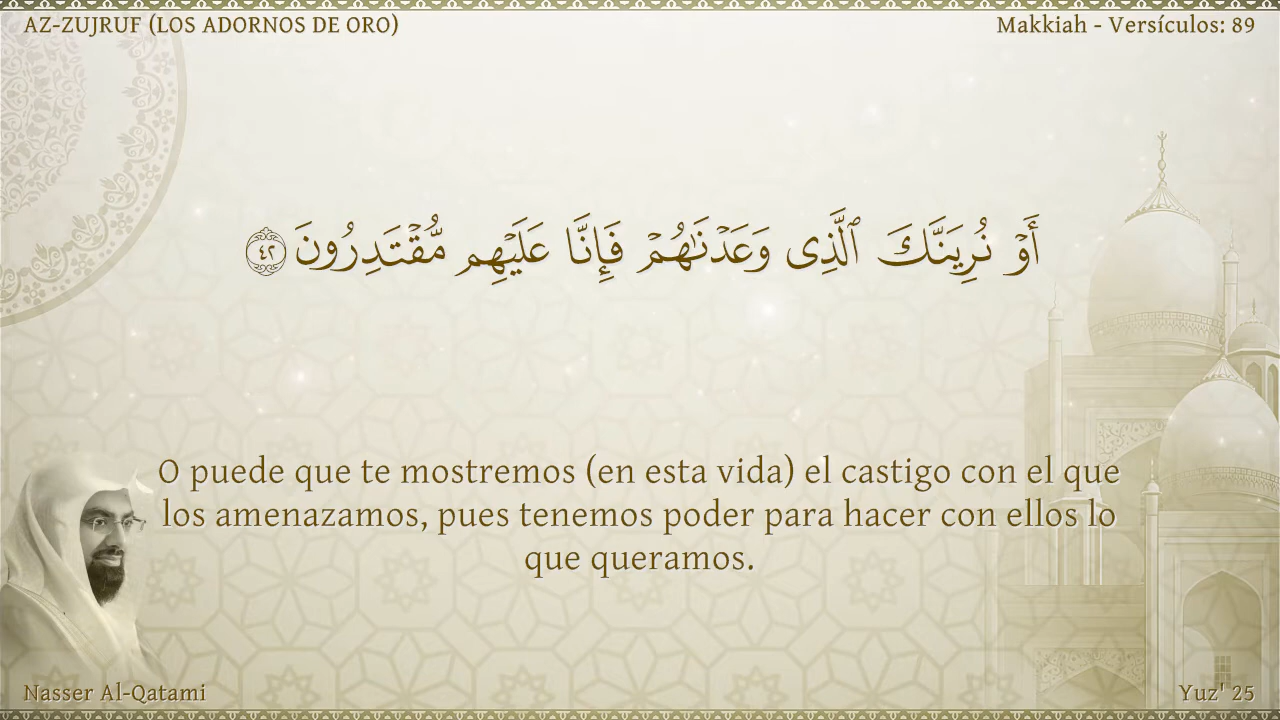 AZ-ZUJRUF (LOS ADORNOS DE ORO)
Makkiah - Versículos: 89
أَوۡ نُرِيَنَّكَ ٱلَّذِى وَعَدۡنَـٰهُمۡ فَإِنَّا عَلَيۡهِم مُّقۡتَدِرُونَ ٤٢
O puede que te mostremos (en esta vida) el castigo con el que
los amenazamos, pues tenemos poder para hacer con ellos lo
que queramos.
Nasser Al-Qatami
Yuz' 25